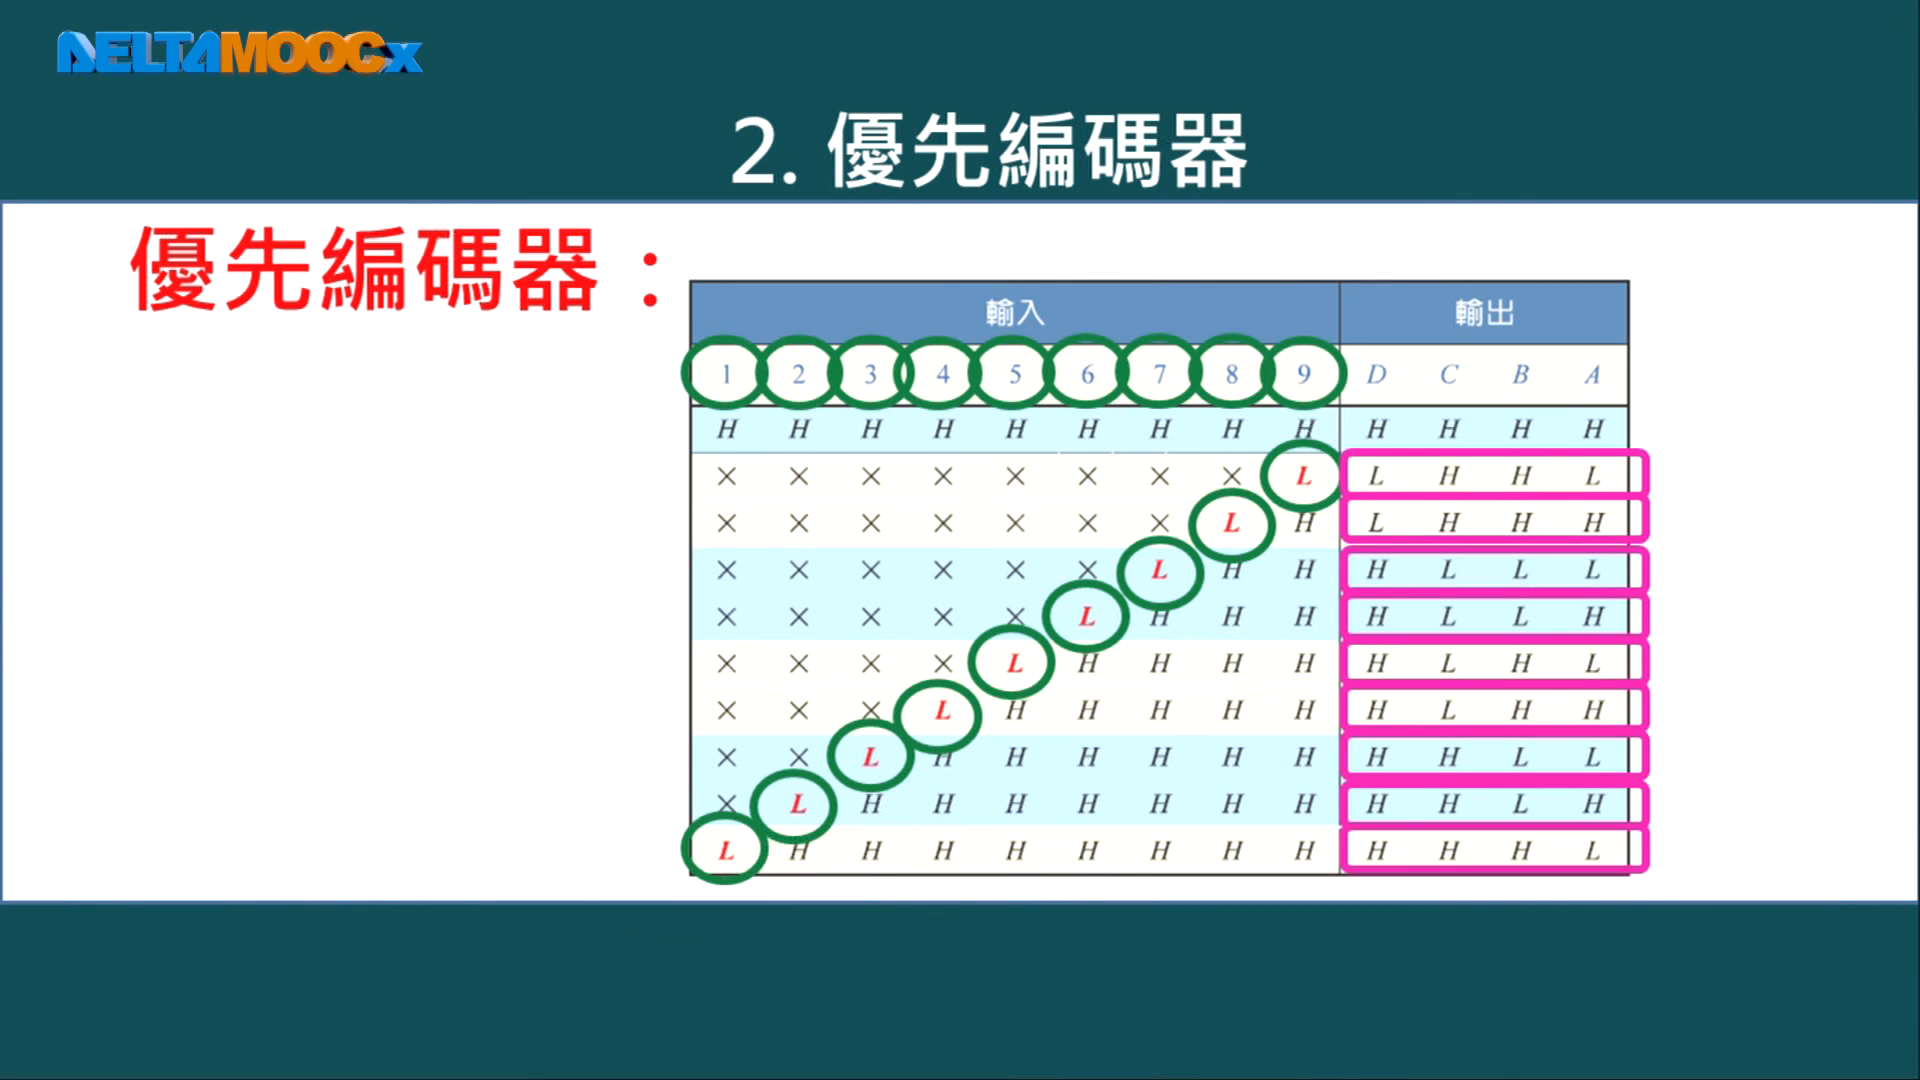 DELTAMOOCx
2. 優先編碼器
優先編碼器：
輸入 輸出
1 2 3 4 5 6 7 8 9 D C B A
H H H H H H H H H H H H H
× × × × × × × × L L H H L
× × × × × × × L H L H H H
× × × × × × L H H H L L L
× × × × × L H H H H L L H
× × × × L H H H H H L H L
× × × L H H H H H H L H H
× × L H H H H H H H H L L
× L H H H H H H H H H L H
L H H H H H H H H H H H L